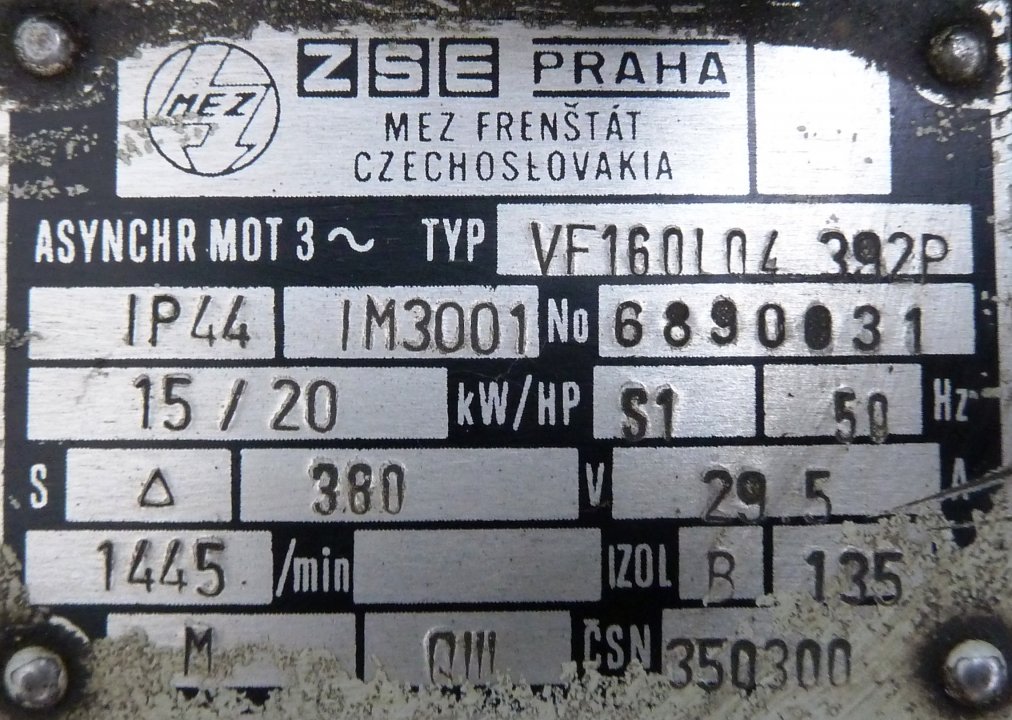 MEZ ZSE PRAHA
MEZ FRENŠTÁT
CZECHOSLOVAKIA
ASYNCHR MOT 3 ~ TYP VF160L04 392P
IP44 IM3001 No 6890031
15 / 20 kW/HP S1 50 Hz
S △ 380 V 29.5 A
1445 /min IZOL B 135
M QIII ČSN 350300